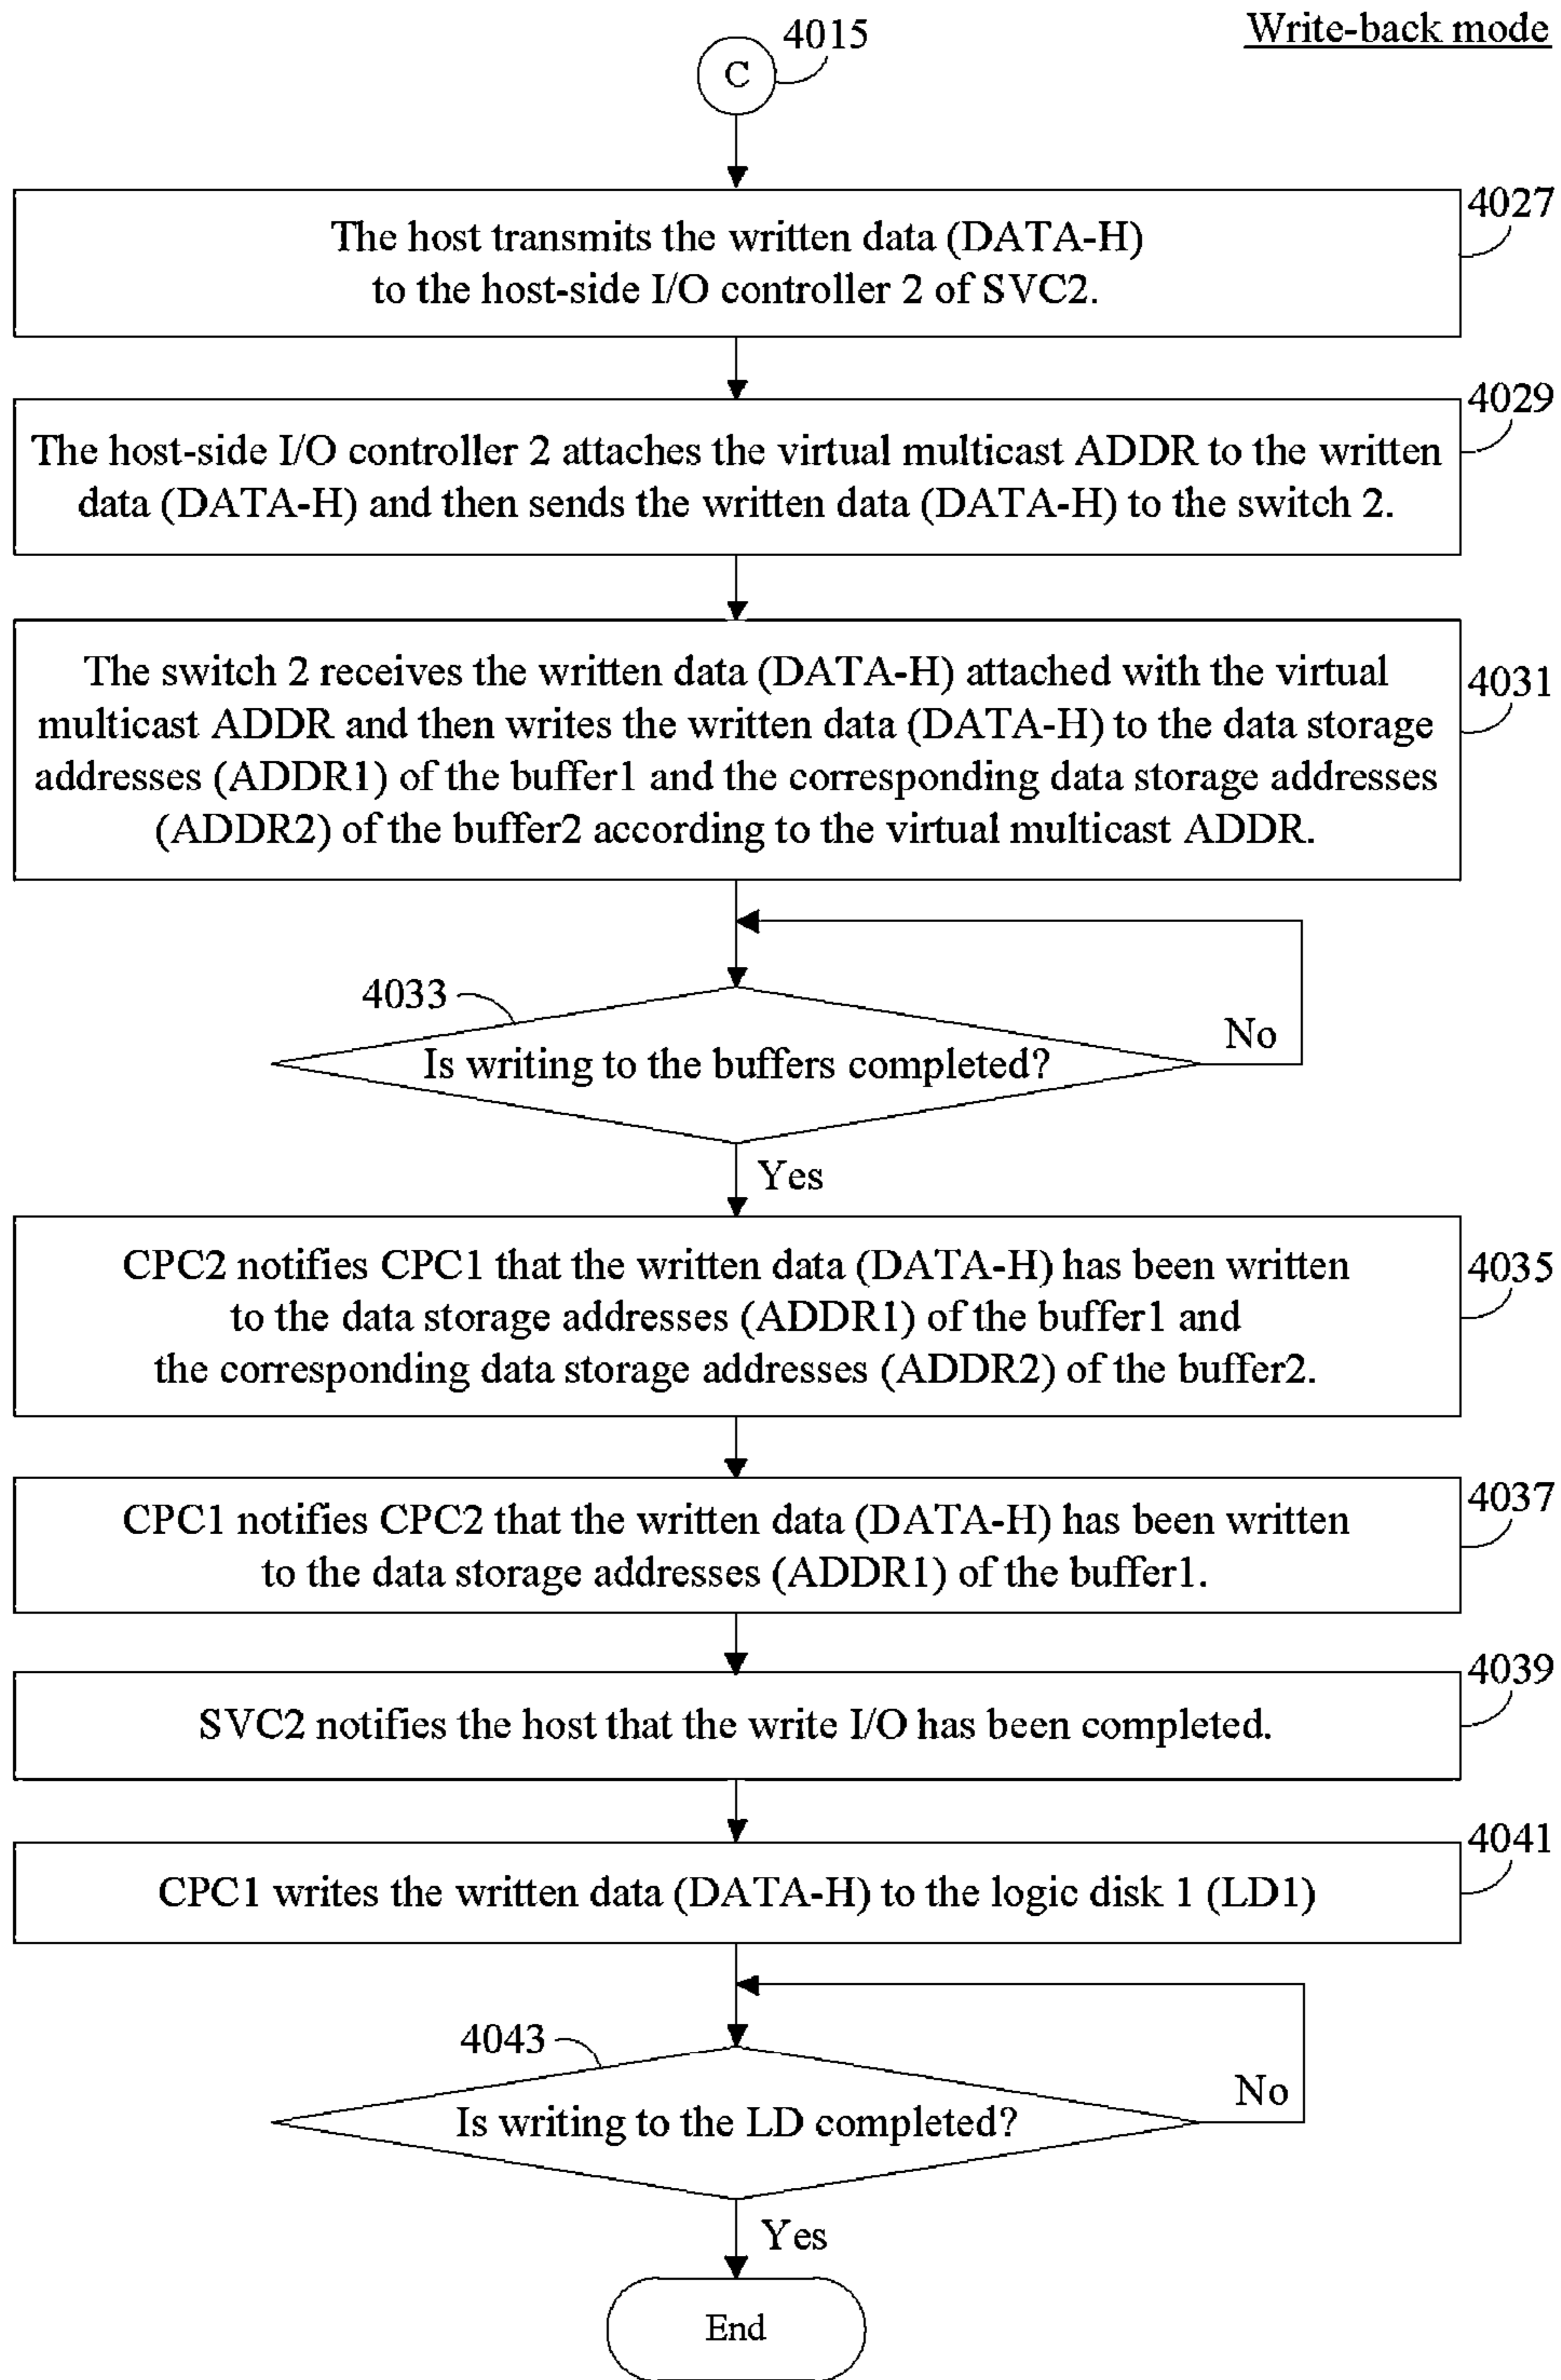 Write-back mode
4015
C
4027
The host transmits the written data (DATA-H)
to the host-side I/O controller 2 of SVC2.
4029
The host-side I/O controller 2 attaches the virtual multicast ADDR to the written
data (DATA-H) and then sends the written data (DATA-H) to the switch 2.
4031
The switch 2 receives the written data (DATA-H) attached with the virtual
multicast ADDR and then writes the written data (DATA-H) to the data storage
addresses (ADDR1) of the buffer1 and the corresponding data storage addresses
(ADDR2) of the buffer2 according to the virtual multicast ADDR.
4033
Is writing to the buffers completed?
No
Yes
4035
CPC2 notifies CPC1 that the written data (DATA-H) has been written
to the data storage addresses (ADDR1) of the buffer1 and
the corresponding data storage addresses (ADDR2) of the buffer2.
4037
CPC1 notifies CPC2 that the written data (DATA-H) has been written
to the data storage addresses (ADDR1) of the buffer1.
4039
SVC2 notifies the host that the write I/O has been completed.
4041
CPC1 writes the written data (DATA-H) to the logic disk 1 (LD1)
4043
Is writing to the LD completed?
No
Yes
End